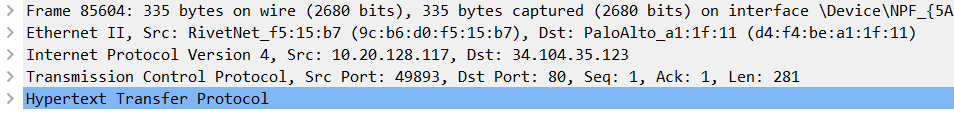 Frame 85604: 335 bytes on wire (2680 bits), 335 bytes captured (2680 bits) on interface \Device\NPF_{5A
Ethernet II, Src: RivetNet_f5:15:b7 (9c:b6:d0:f5:15:b7), Dst: PaloAlto_a1:1f:11 (d4:f4:be:a1:1f:11)
Internet Protocol Version 4, Src: 10.20.128.117, Dst: 34.104.35.123
Transmission Control Protocol, Src Port: 49893, Dst Port: 80, Seq: 1, Ack: 1, Len: 281
Hypertext Transfer Protocol